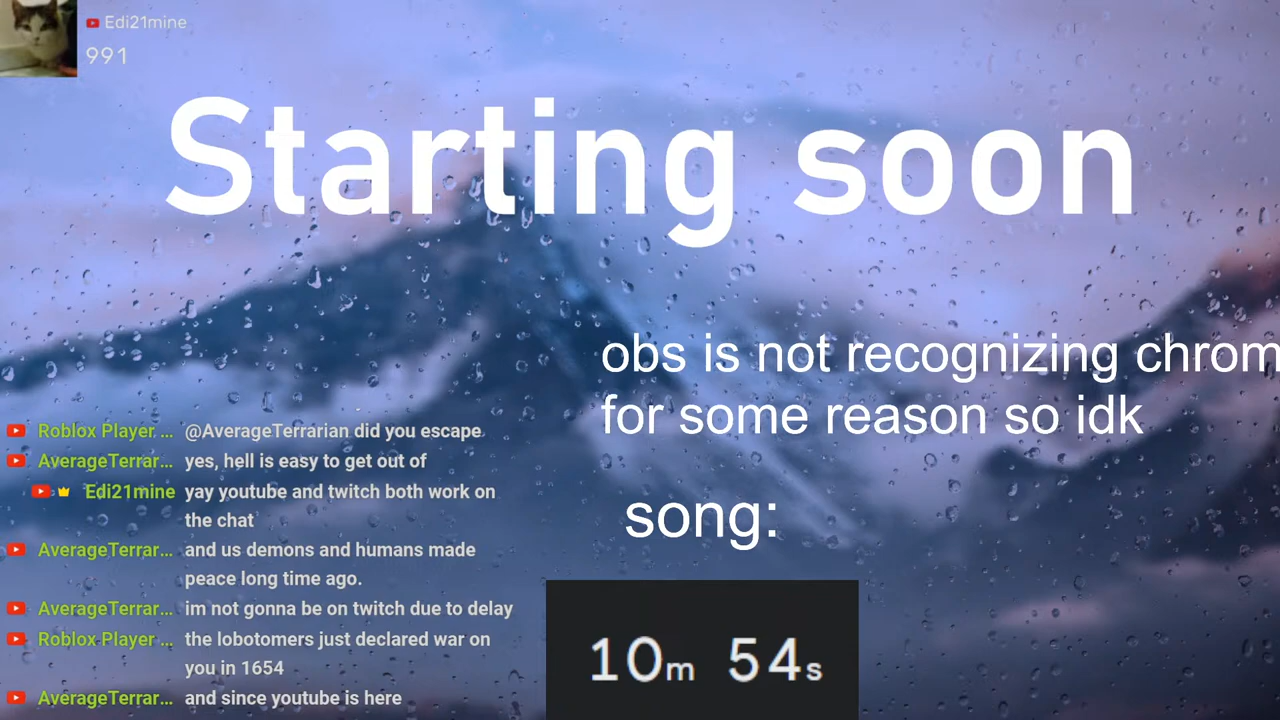 Edi21mine
991
Starting soon
obs is not recognizing chrom
for some reason so idk
song:
10m 54s
Roblox Player ... @AverageTerrarian did you escape
AverageTerrar... yes, hell is easy to get out of
Edi21mine yay youtube and twitch both work on
the chat
AverageTerrar... and us demons and humans made
peace long time ago.
AverageTerrar... im not gonna be on twitch due to delay
Roblox Player ... the lobotomers just declared war on
you in 1654
AverageTerrar... and since youtube is here